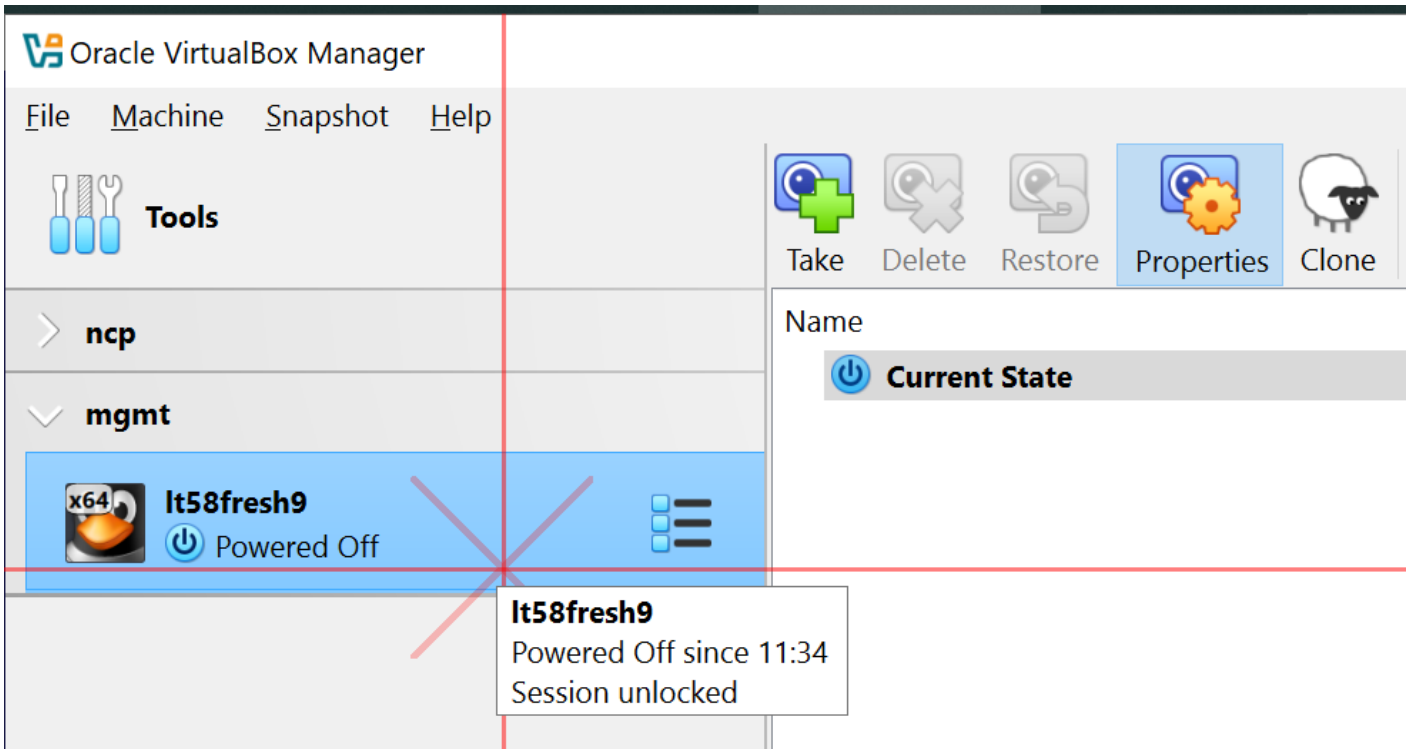 Oracle VirtualBox Manager
File Machine Snapshot Help
Tools
Take Delete Restore Properties Clone
ncp
Name
Current State
mgmt
x64
lt58fresh9
Powered Off
lt58fresh9
Powered Off since 11:34
Session unlocked